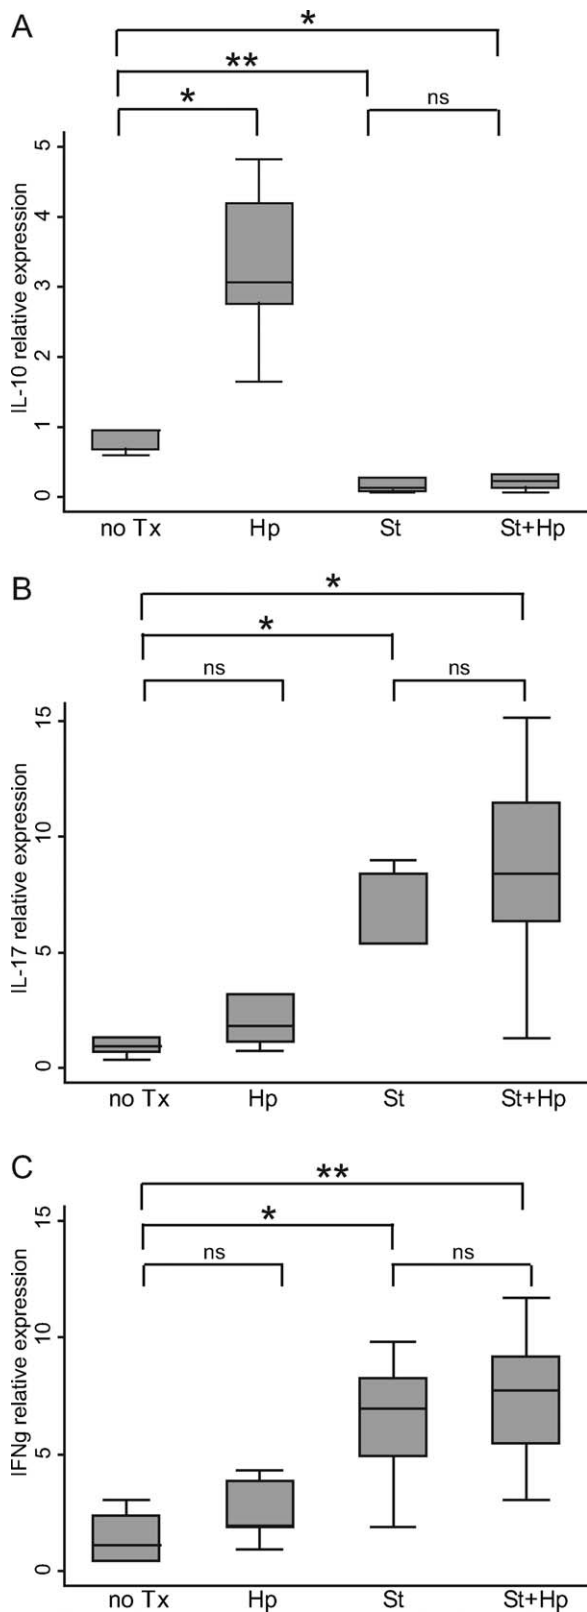 A
*
**
*
ns
5
4
3
2
1
0
IL-10 relative expression
no Tx Hp St St+Hp
B
*
*
ns ns
15
10
5
0
IL-17 relative expression
no Tx Hp St St+Hp
C
**
*
ns ns
15
10
5
0
IFNg relative expression
no Tx Hp St St+Hp